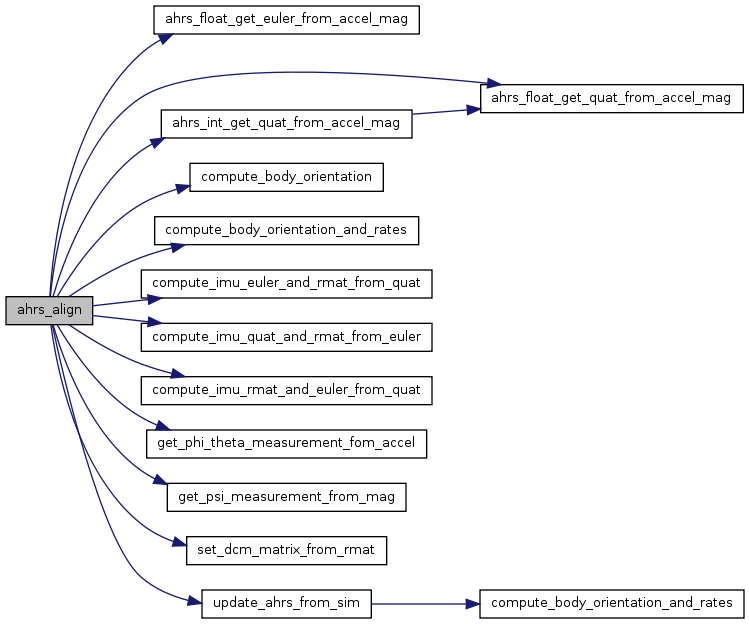 ahrs_float_get_euler_from_accel_mag
ahrs_float_get_quat_from_accel_mag
ahrs_int_get_quat_from_accel_mag
compute_body_orientation
compute_body_orientation_and_rates
compute_imu_euler_and_rmat_from_quat
ahrs_align
compute_imu_quat_and_rmat_from_euler
compute_imu_rmat_and_euler_from_quat
get_phi_theta_measurement_fom_accel
get_psi_measurement_from_mag
set_dcm_matrix_from_rmat
update_ahrs_from_sim
compute_body_orientation_and_rates